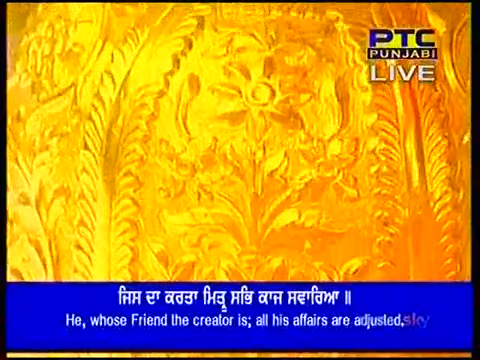 PTC
PUNJABI
LIVE
ਜਿਸ ਦਾ ਕਰਤਾ ਮਿਤ੍ਰੁ ਸਭਿ ਕਾਜ ਸਵਾਰਿਆ ॥
He, whose Friend the creator is; all his affairs are adjusted,
sky